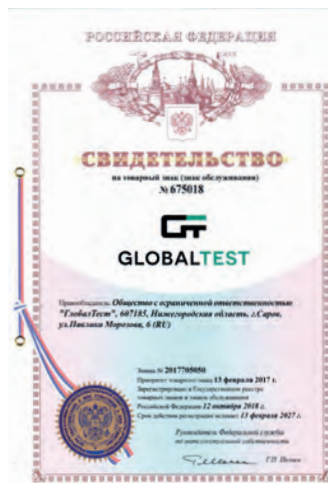 РОССИЙСКАЯ ФЕДЕРАЦИЯ
СВИДЕТЕЛЬСТВО
на товарный знак (знак обслуживания)
№ 675018
GLOBALTEST
Правообладатель: Общество с ограниченной ответственностью
"ГлобалТест", 607185, Нижегородская область, г.Саров,
ул.Павлика Морозова, 6 (RU)
Заявка № 2017705050
Приоритет товарного знака 13 февраля 2017 г.
Зарегистрировано в Государственном реестре
товарных знаков и знаков обслуживания
Российской Федерации 12 октября 2018 г.
Срок действия регистрации истекает 13 февраля 2027 г.
Руководитель Федеральной службы
по интеллектуальной собственности
Г.П. Ивлиев